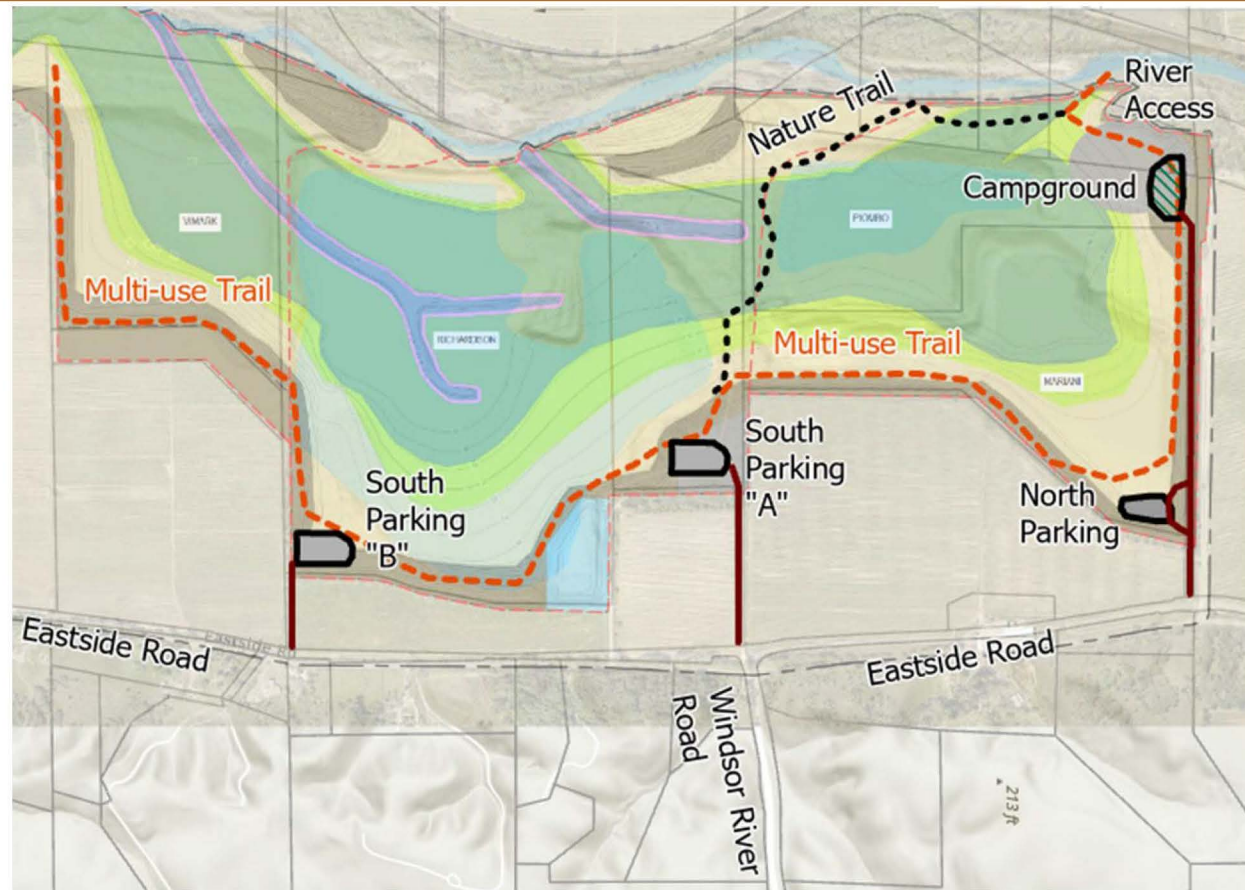 River
Access
Nature Trail
Campground
VIMARK
PIOMBO
Multi-use Trail
RICHARDSON
Multi-use Trail
MARIANI
South
Parking
"A"
South
Parking
"B"
North
Parking
Eastside Road
Eastside R
Eastside Road
Windsor River
Road
213 ft